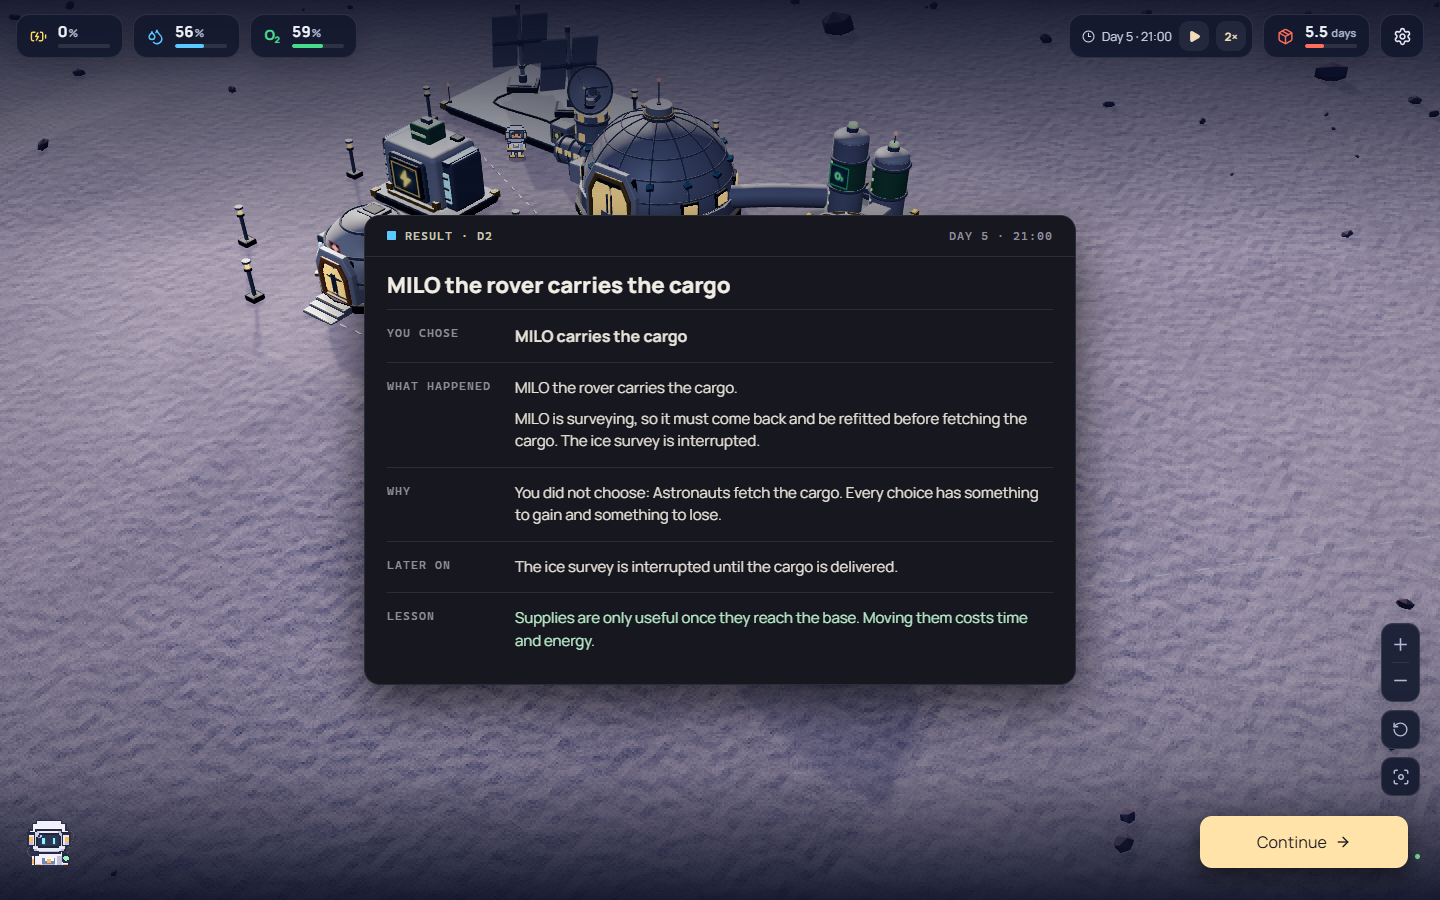 0%
56%
O₂ 59%
Day 5 · 21:00
2×
5.5 days
RESULT · D2
DAY 5 · 21:00
MILO the rover carries the cargo
YOU CHOSE
MILO carries the cargo
WHAT HAPPENED
MILO the rover carries the cargo.
MILO is surveying, so it must come back and be refitted before fetching the
cargo. The ice survey is interrupted.
WHY
You did not choose: Astronauts fetch the cargo. Every choice has something
to gain and something to lose.
LATER ON
The ice survey is interrupted until the cargo is delivered.
LESSON
Supplies are only useful once they reach the base. Moving them costs time
and energy.
Continue →